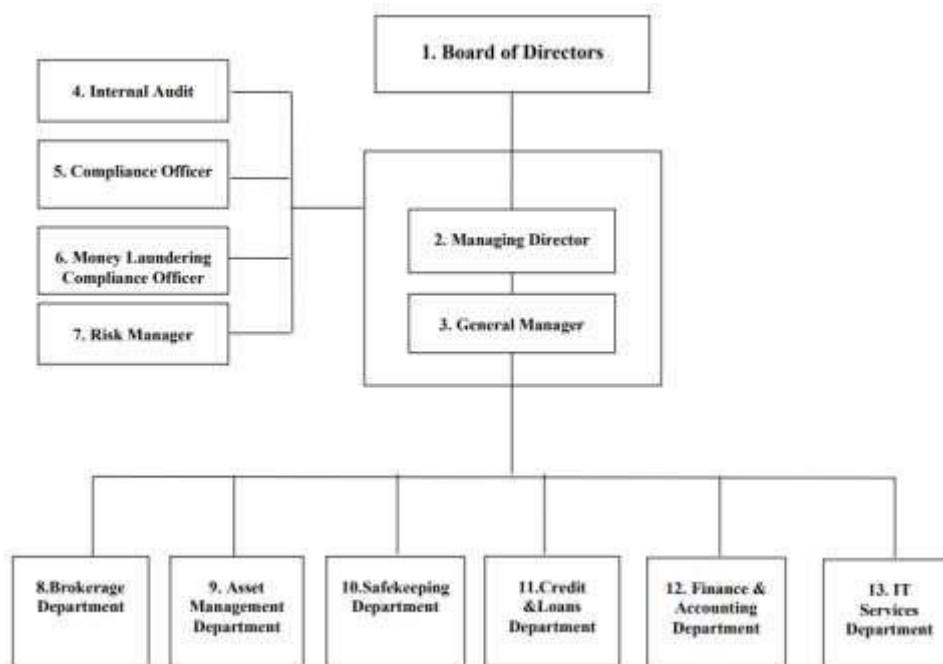 1. Board of Directors
4. Internal Audit
5. Compliance Officer
6. Money Laundering
Compliance Officer
7. Risk Manager
2. Managing Director
3. General Manager
8.Brokerage
Department
9. Asset
Management
Department
10.Safekeeping
Department
11.Credit
&Loans
Department
12. Finance &
Accounting
Department
13. IT
Services
Department